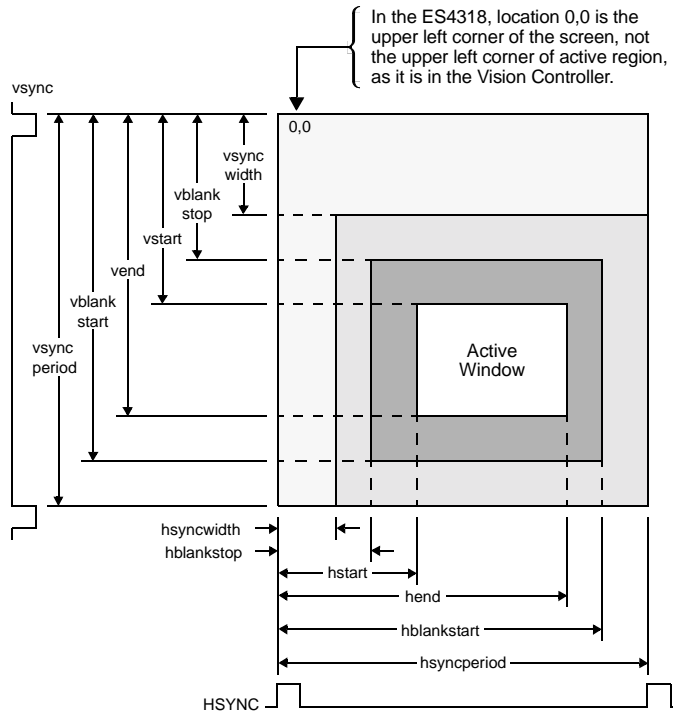 In the ES4318, location 0,0 is the
upper left corner of the screen, not
the upper left corner of active region,
as it is in the Vision Controller.
vsync
0,0
vsync
width
vblank
stop
vstart
vend
vblank
start
vsync
period
Active
Window
hsyncwidth
hblankstop
hstart
hend
hblankstart
hsyncperiod
HSYNC